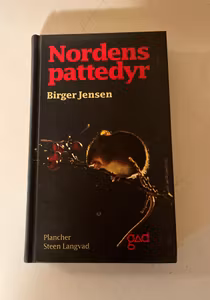 Nordens
pattedyr
Birger Jensen
Plancher
Steen Langvad
gad